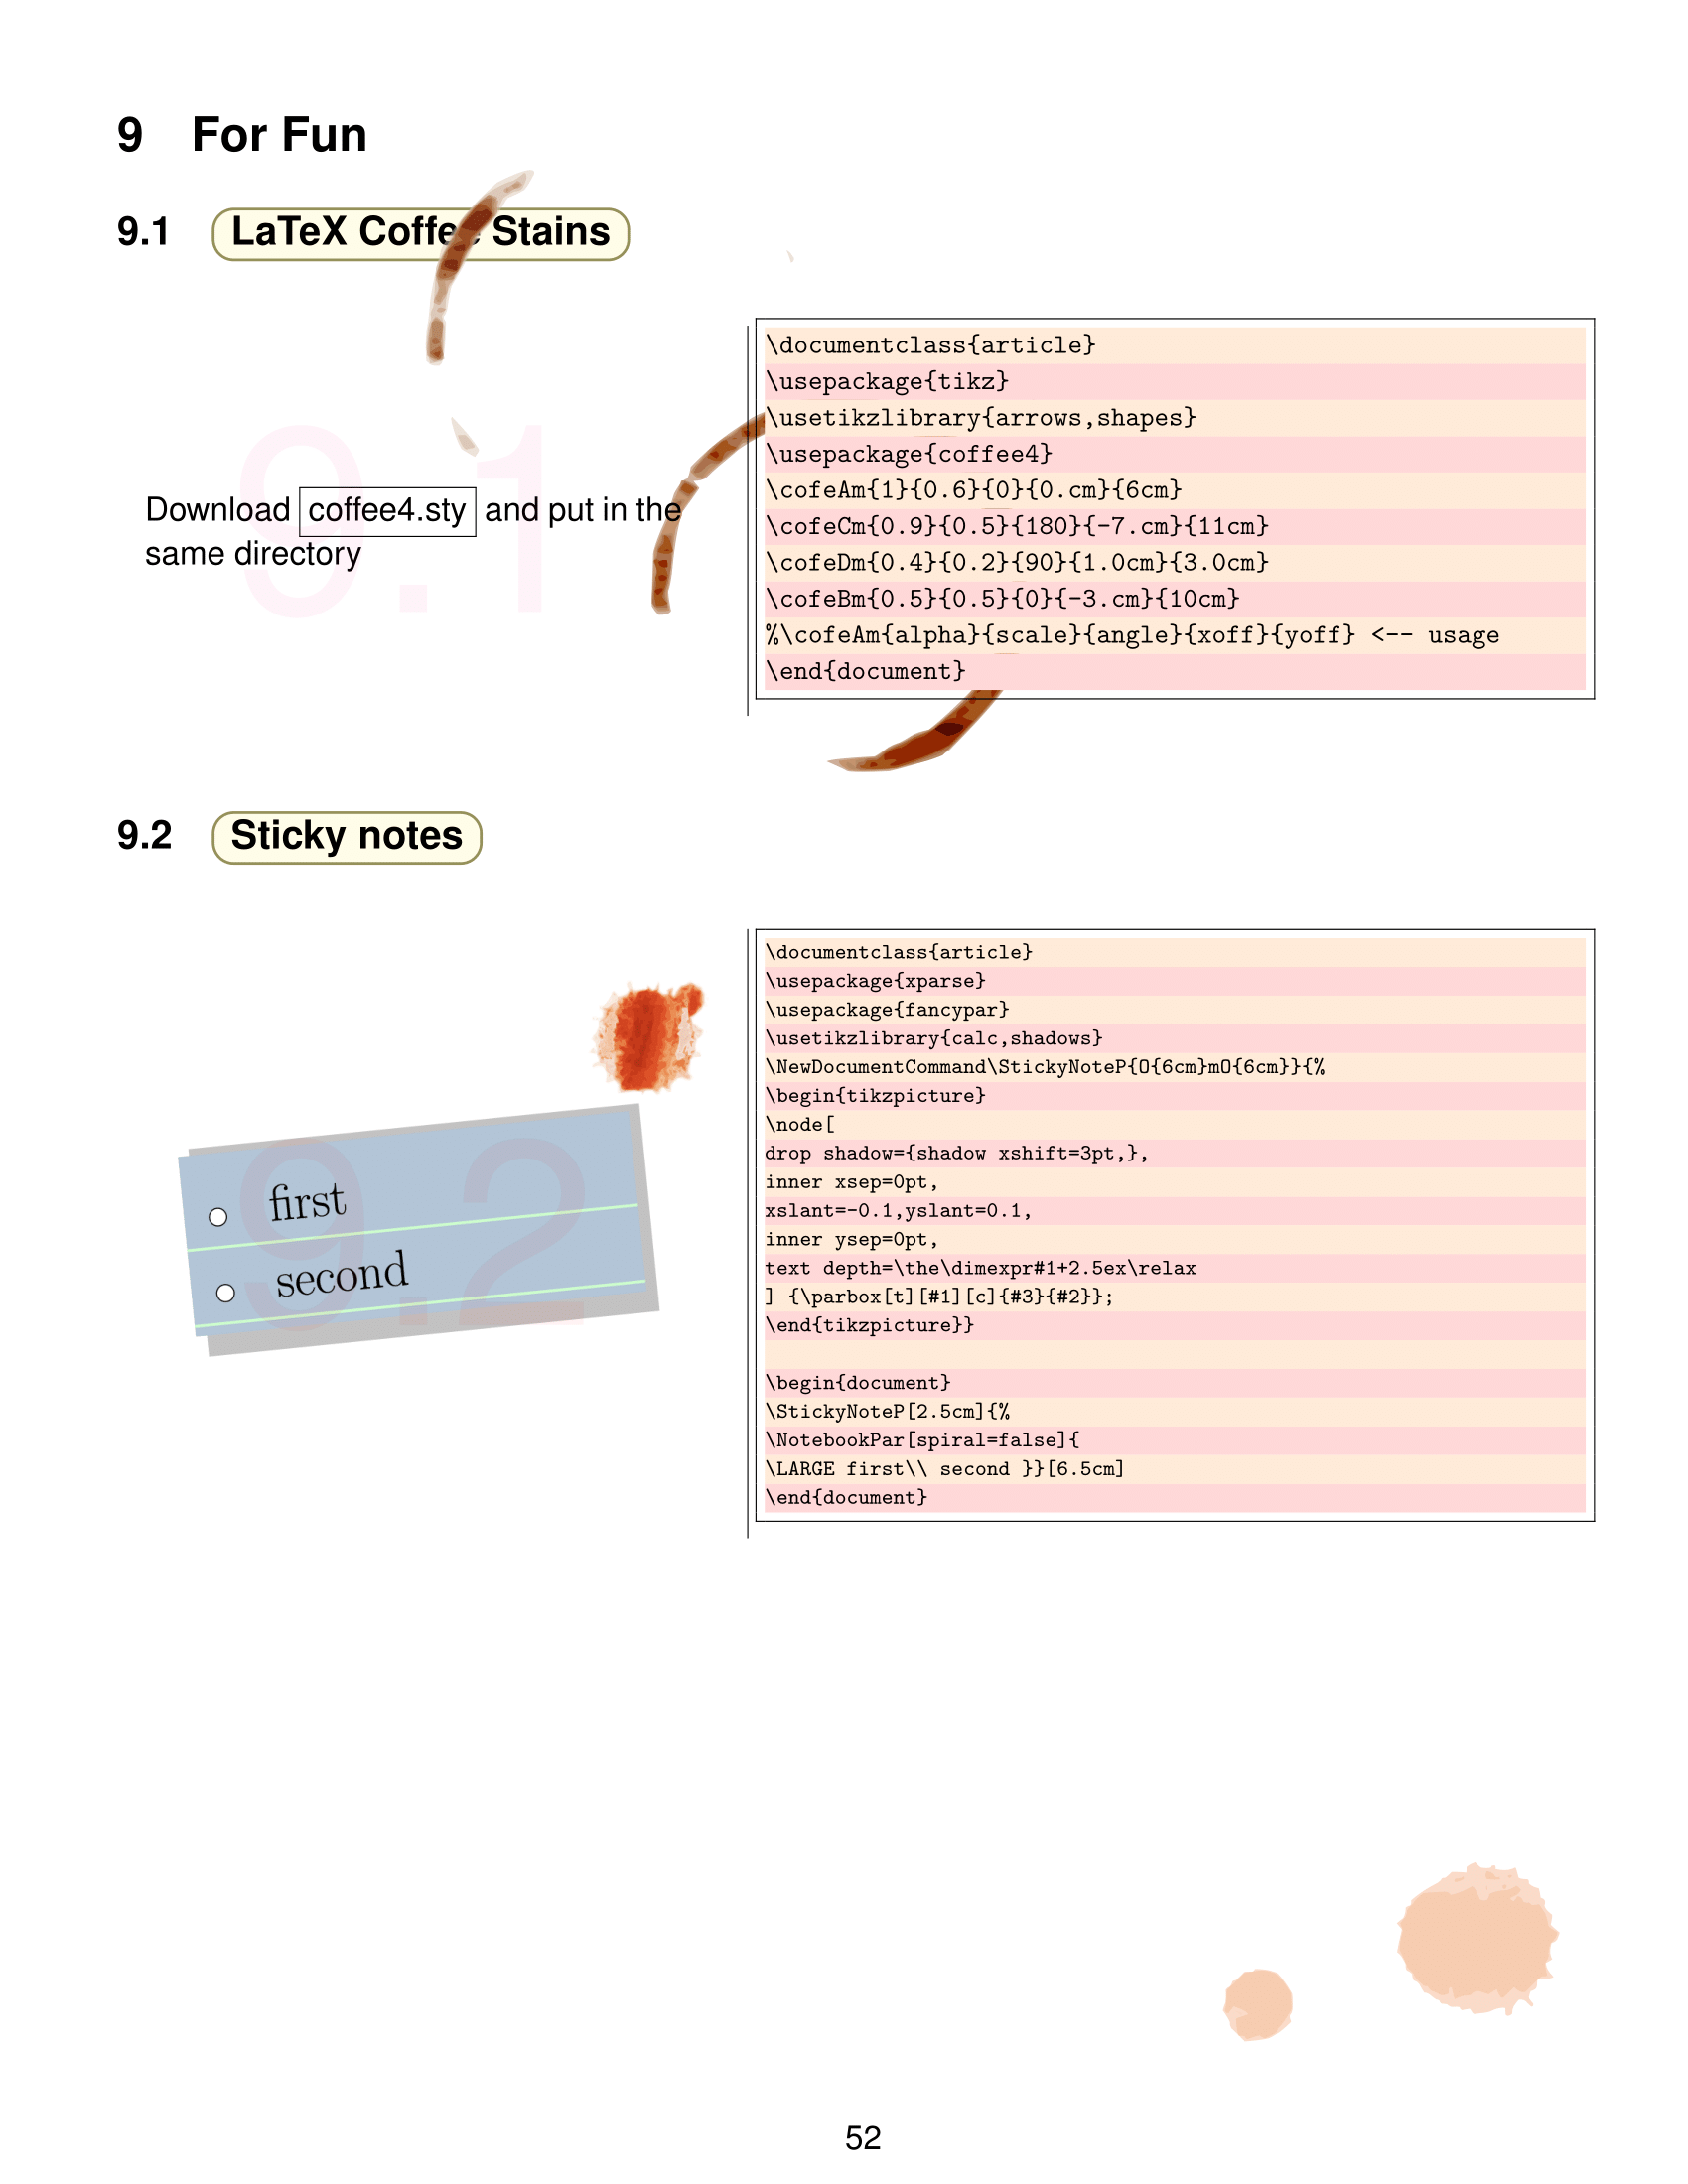 9 For Fun
9.1 LaTeX Coffee Stains
9.1
Download coffee4.sty and put in the
same directory
\documentclass{article}
\usepackage{tikz}
\usetikzlibrary{arrows,shapes}
\usepackage{coffee4}
\cofeAm{1}{0.6}{0}{0.cm}{6cm}
\cofeCm{0.9}{0.5}{180}{-7.cm}{11cm}
\cofeDm{0.4}{0.2}{90}{1.0cm}{3.0cm}
\cofeBm{0.5}{0.5}{0}{-3.cm}{10cm}
%\cofeAm{alpha}{scale}{angle}{xoff}{yoff} <-- usage
\end{document}
9.2 Sticky notes
9.2
first
second
\documentclass{article}
\usepackage{xparse}
\usepackage{fancypar}
\usetikzlibrary{calc,shadows}
\NewDocumentCommand\StickyNoteP{O{6cm}mO{6cm}}{%
\begin{tikzpicture}
\node[
drop shadow={shadow xshift=3pt,},
inner xsep=0pt,
xslant=-0.1,yslant=0.1,
inner ysep=0pt,
text depth=\the\dimexpr#1+2.5ex\relax
] {\parbox[t][#1][c]{#3}{#2}};
\end{tikzpicture}}
\begin{document}
\StickyNoteP[2.5cm]{%
\NotebookPar[spiral=false]{
\LARGE first\\ second }}[6.5cm]
\end{document}
52